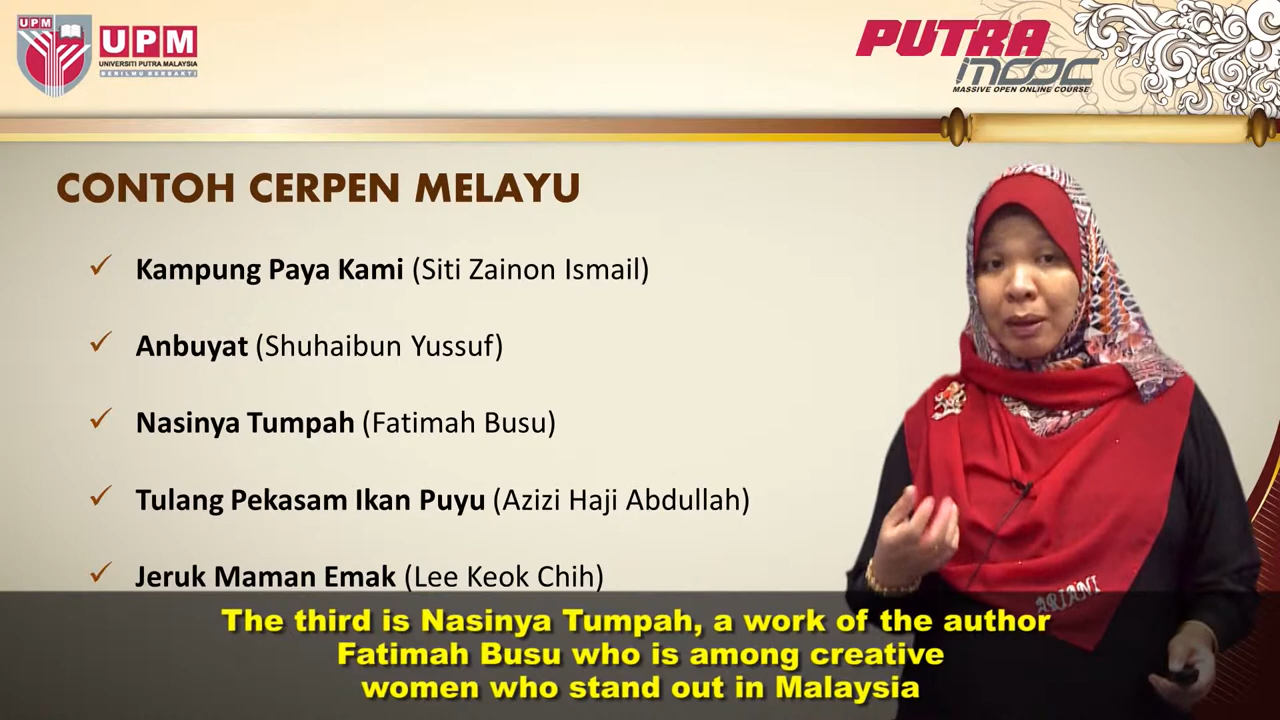 UPM
UPM
UNIVERSITI PUTRA MALAYSIA
BERILMU BERBAKTI
PUTRA
mooc
MASSIVE OPEN ONLINE COURSE
CONTOH CERPEN MELAYU
✓ Kampung Paya Kami (Siti Zainon Ismail)
✓ Anbuyat (Shuhaibun Yussuf)
✓ Nasinya Tumpah (Fatimah Busu)
✓ Tulang Pekasam Ikan Puyu (Azizi Haji Abdullah)
✓ Jeruk Maman Emak (Lee Keok Chih)
ARIANI
The third is Nasinya Tumpah, a work of the author
Fatimah Busu who is among creative
women who stand out in Malaysia